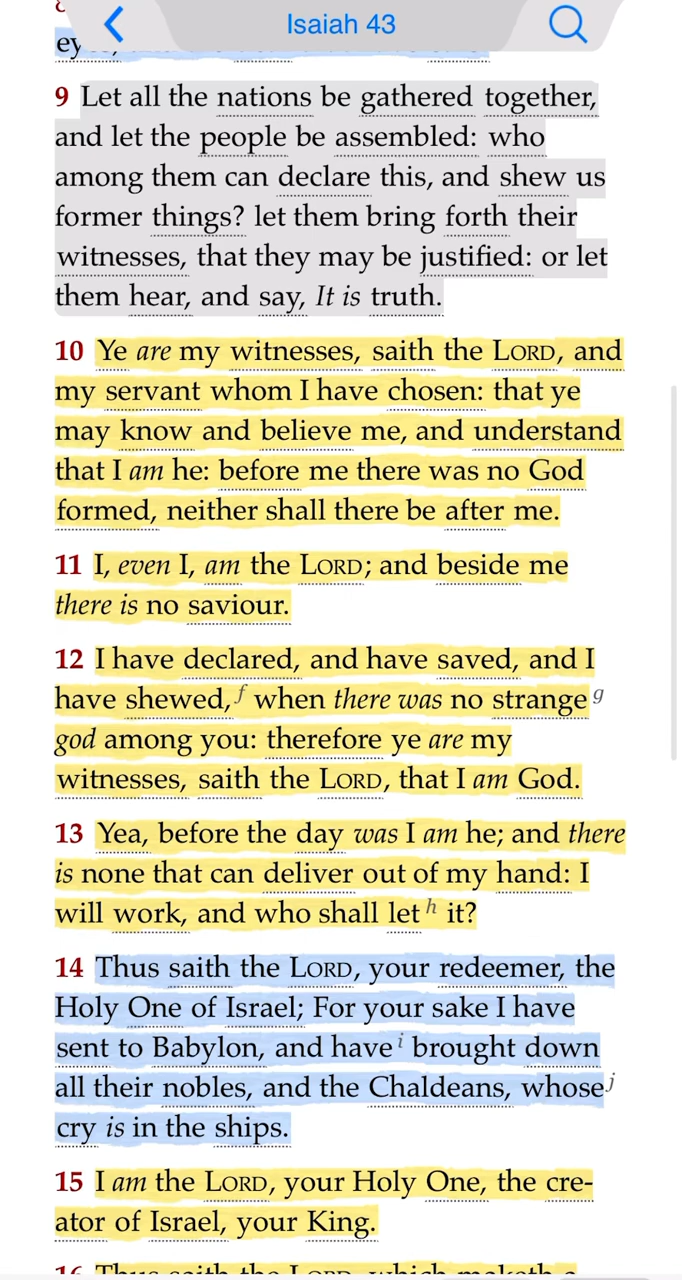 Isaiah 43
9 Let all the nations be gathered together,
and let the people be assembled: who
among them can declare this, and shew us
former things? let them bring forth their
witnesses, that they may be justified: or let
them hear, and say, It is truth.
10 Ye are my witnesses, saith the LORD, and
my servant whom I have chosen: that ye
may know and believe me, and understand
that I am he: before me there was no God
formed, neither shall there be after me.
11 I, even I, am the LORD; and beside me
there is no saviour.
12 I have declared, and have saved, and I
have shewed, f when there was no strange g
god among you: therefore ye are my
witnesses, saith the LORD, that I am God.
13 Yea, before the day was I am he; and there
is none that can deliver out of my hand: I
will work, and who shall let h it?
14 Thus saith the LORD, your redeemer, the
Holy One of Israel; For your sake I have
sent to Babylon, and have i brought down
all their nobles, and the Chaldeans, whose j
cry is in the ships.
15 I am the LORD, your Holy One, the cre-
ator of Israel, your King.
16 Thus saith the LORD, which maketh a